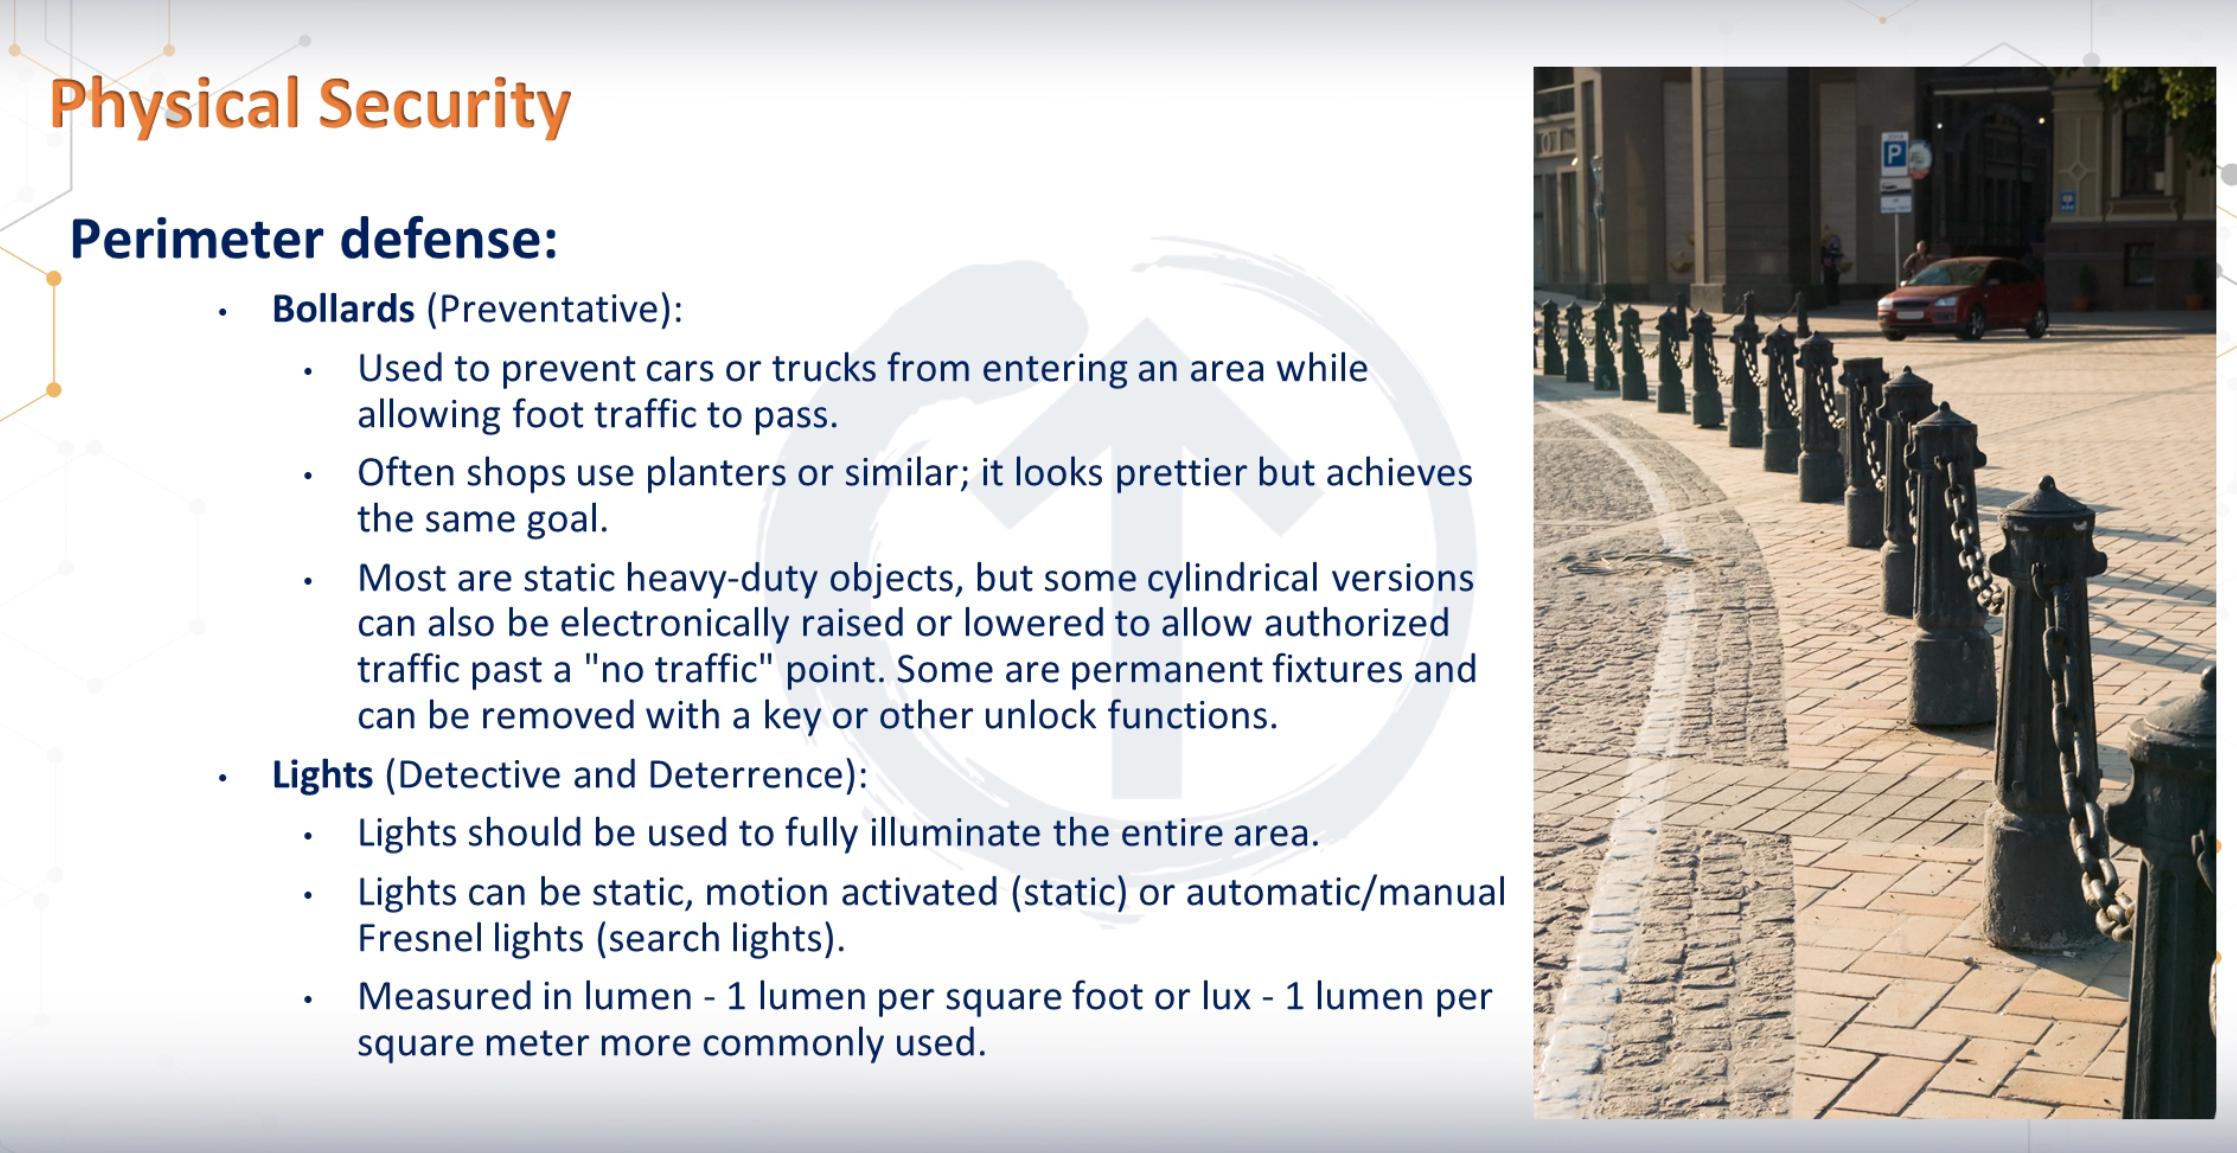 Physical Security
Perimeter defense:
• Bollards (Preventative):
• Used to prevent cars or trucks from entering an area while
allowing foot traffic to pass.
• Often shops use planters or similar; it looks prettier but achieves
the same goal.
• Most are static heavy-duty objects, but some cylindrical versions
can also be electronically raised or lowered to allow authorized
traffic past a "no traffic" point. Some are permanent fixtures and
can be removed with a key or other unlock functions.
• Lights (Detective and Deterrence):
• Lights should be used to fully illuminate the entire area.
• Lights can be static, motion activated (static) or automatic/manual
Fresnel lights (search lights).
• Measured in lumen - 1 lumen per square foot or lux - 1 lumen per
square meter more commonly used.
P